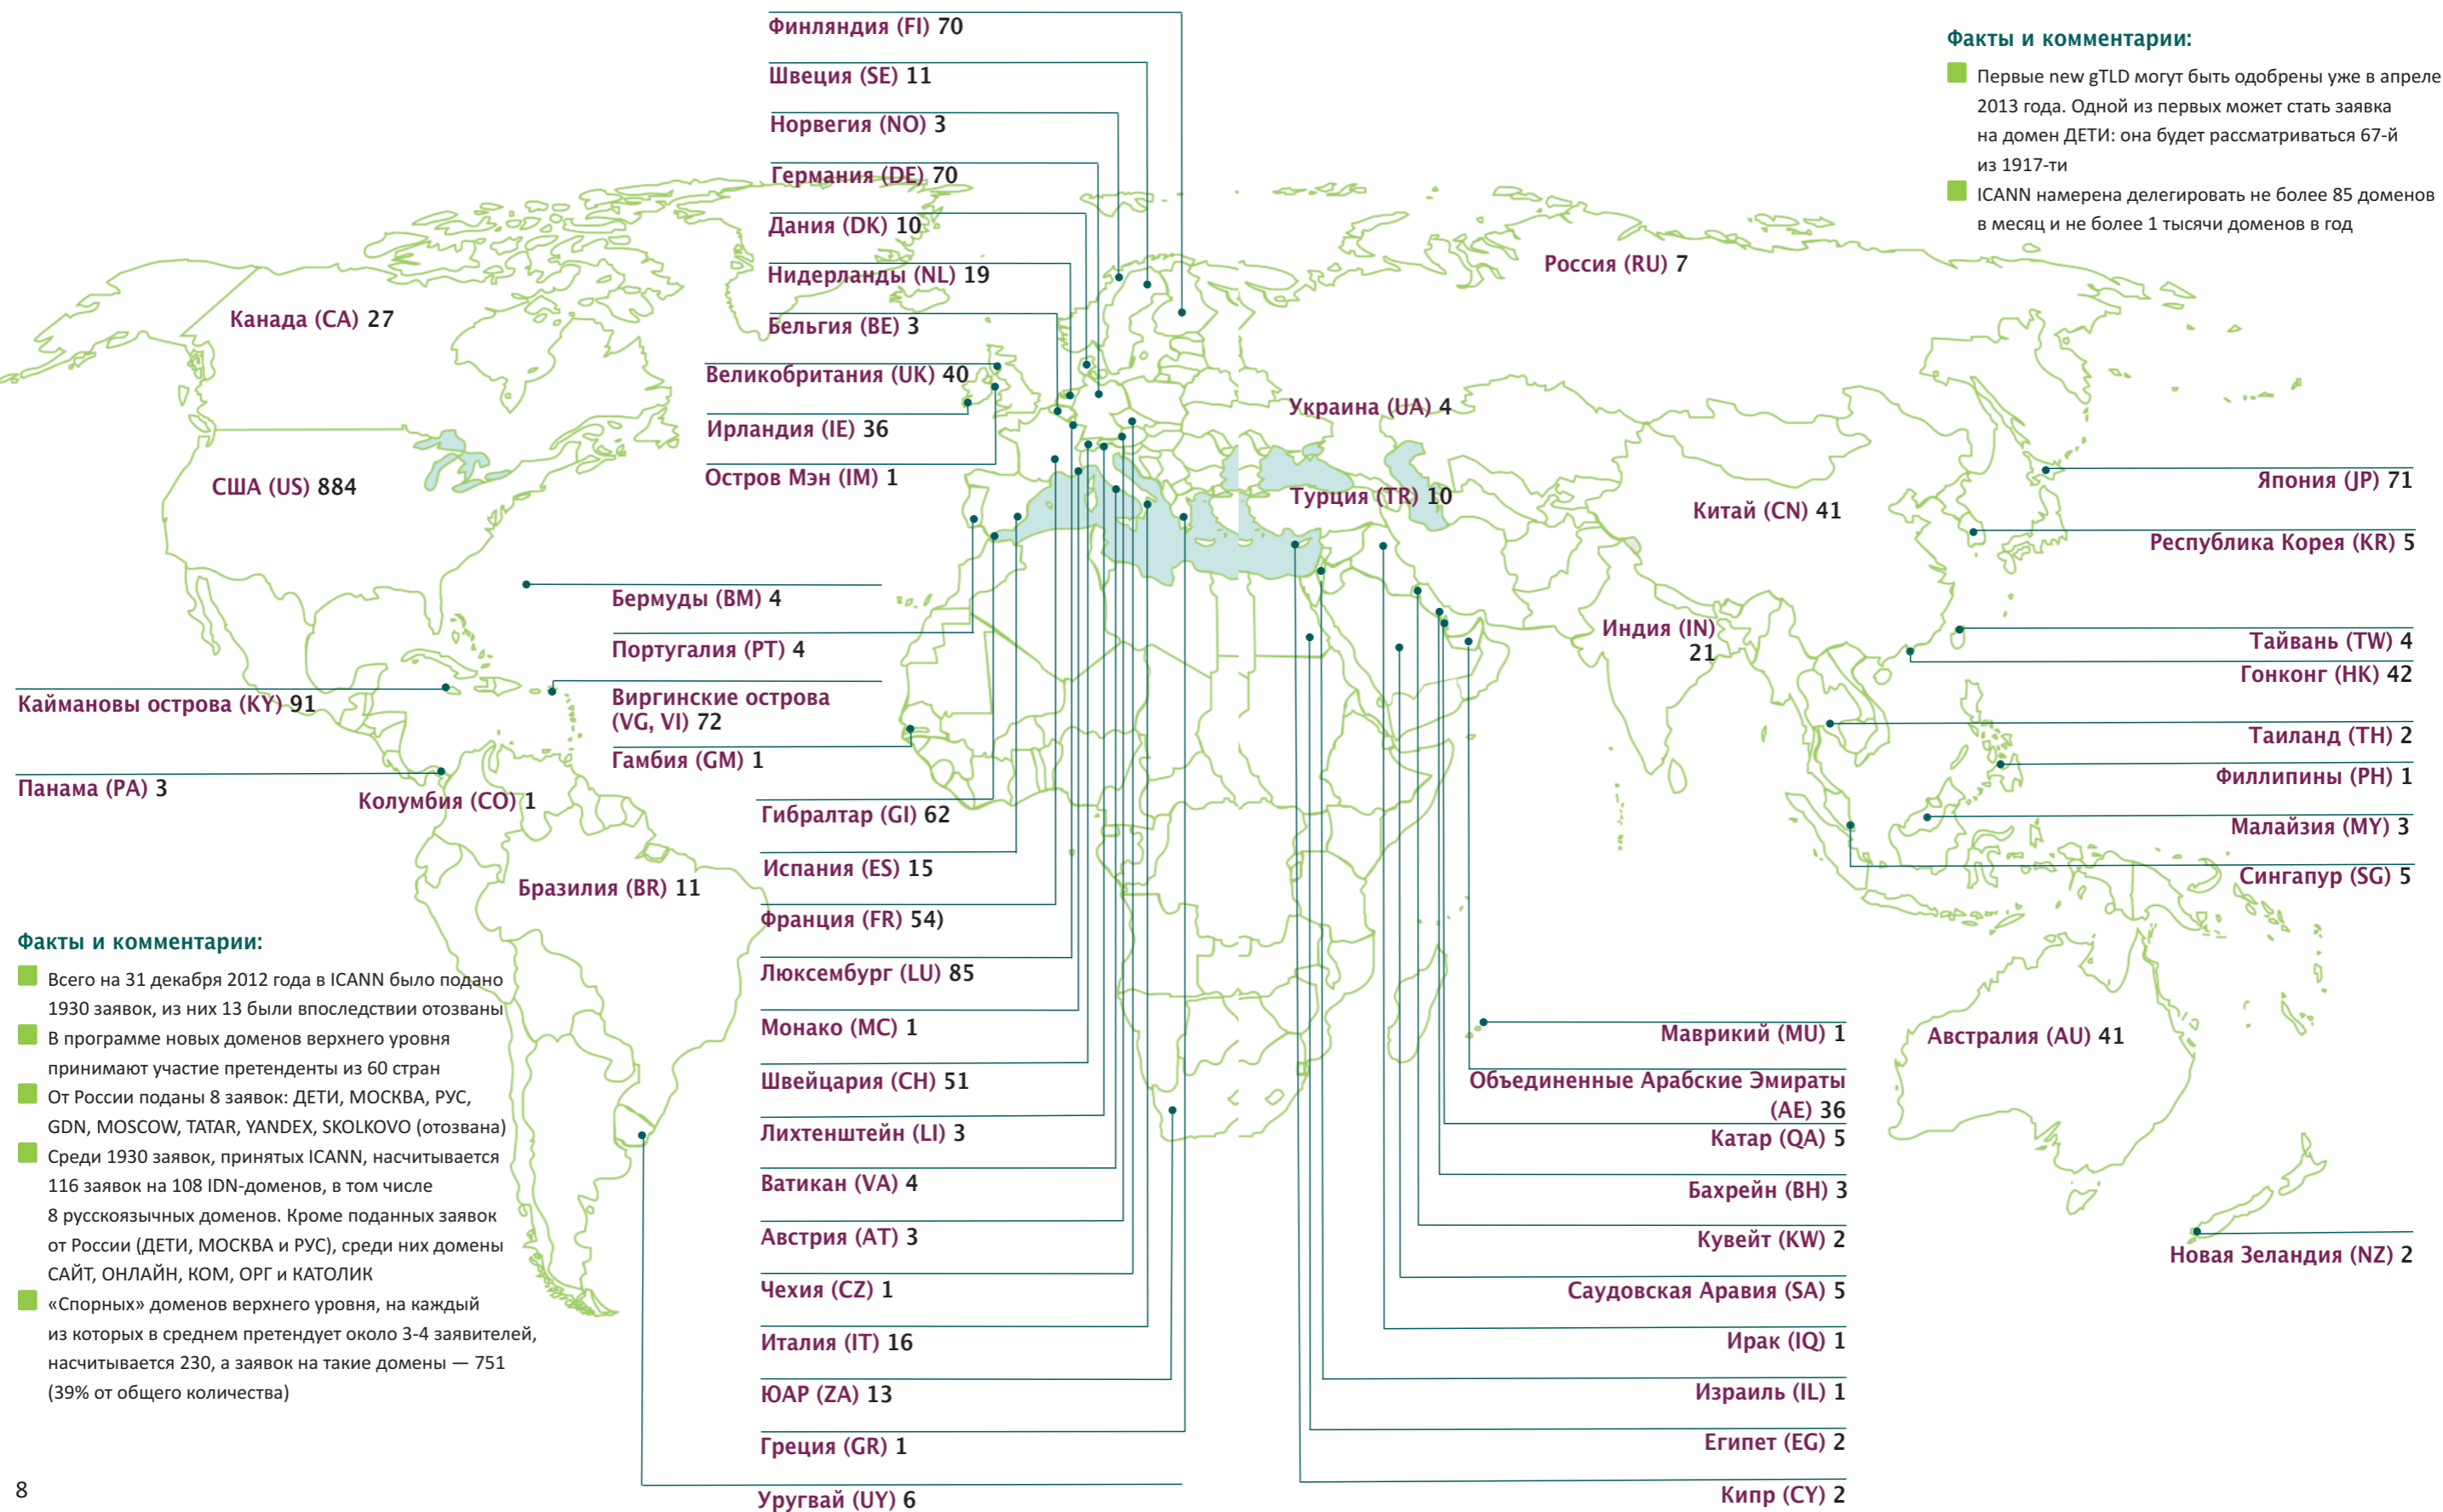 Финляндия (FI) 70
Швеция (SE) 11
Норвегия (NO) 3
Германия (DE) 70
Дания (DK) 10
Нидерланды (NL) 19
Бельгия (BE) 3
Великобритания (UK) 40
Ирландия (IE) 36
Остров Мэн (IM) 1
Факты и комментарии:
Первые new gTLD могут быть одобрены уже в апреле
2013 года. Одной из первых может стать заявка
на домен ДЕТИ: она будет рассматриваться 67-й
из 1917-ти
ICANN намерена делегировать не более 85 доменов
в месяц и не более 1 тысячи доменов в год
Россия (RU) 7
Канада (CA) 27
США (US) 884
Украина (UA) 4
Турция (TR) 10
Китай (CN) 41
Индия (IN)
21
Япония (JP) 71
Республика Корея (KR) 5
Тайвань (TW) 4
Гонконг (HK) 42
Таиланд (TH) 2
Филлипины (PH) 1
Малайзия (MY) 3
Сингапур (SG) 5
Бермуды (BM) 4
Португалия (PT) 4
Виргинские острова
(VG, VI) 72
Гамбия (GM) 1
Каймановы острова (KY) 91
Панама (PA) 3
Колумбия (CO) 1
Бразилия (BR) 11
Гибралтар (GI) 62
Испания (ES) 15
Франция (FR) 54)
Люксембург (LU) 85
Монако (MC) 1
Швейцария (CH) 51
Лихтенштейн (LI) 3
Ватикан (VA) 4
Австрия (AT) 3
Чехия (CZ) 1
Италия (IT) 16
ЮАР (ZA) 13
Греция (GR) 1
Уругвай (UY) 6
Маврикий (MU) 1
Объединенные Арабские Эмираты
(AE) 36
Катар (QA) 5
Бахрейн (BH) 3
Кувейт (KW) 2
Саудовская Аравия (SA) 5
Ирак (IQ) 1
Израиль (IL) 1
Египет (EG) 2
Кипр (CY) 2
Австралия (AU) 41
Новая Зеландия (NZ) 2
Факты и комментарии:
Всего на 31 декабря 2012 года в ICANN было подано
1930 заявок, из них 13 были впоследствии отозваны
В программе новых доменов верхнего уровня
принимают участие претенденты из 60 стран
От России поданы 8 заявок: ДЕТИ, МОСКВА, РУС,
GDN, MOSCOW, TATAR, YANDEX, SKOLKOVO (отозвана)
Среди 1930 заявок, принятых ICANN, насчитывается
116 заявок на 108 IDN-доменов, в том числе
8 русскоязычных доменов. Кроме поданных заявок
от России (ДЕТИ, МОСКВА и РУС), среди них домены
САЙТ, ОНЛАЙН, КОМ, ОРГ и КАТОЛИК
«Спорных» доменов верхнего уровня, на каждый
из которых в среднем претендует около 3-4 заявителей,
насчитывается 230, а заявок на такие домены — 751
(39% от общего количества)
8